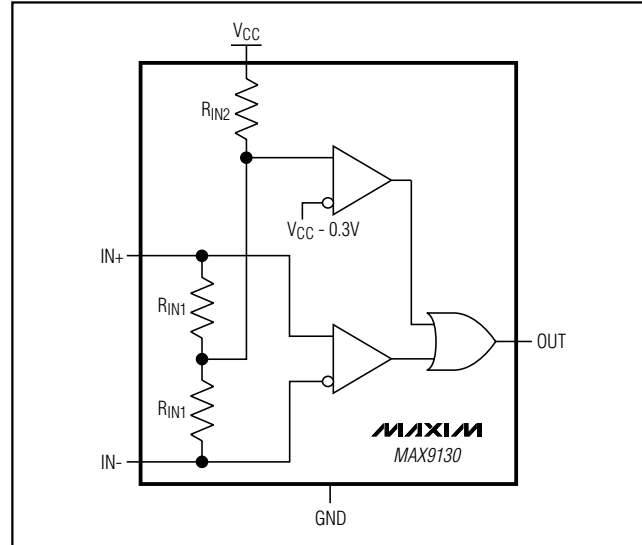 VCC
RIN2
VCC - 0.3V
IN+
RIN1
OUT
RIN1
MAXIM
MAX9130
IN-
GND